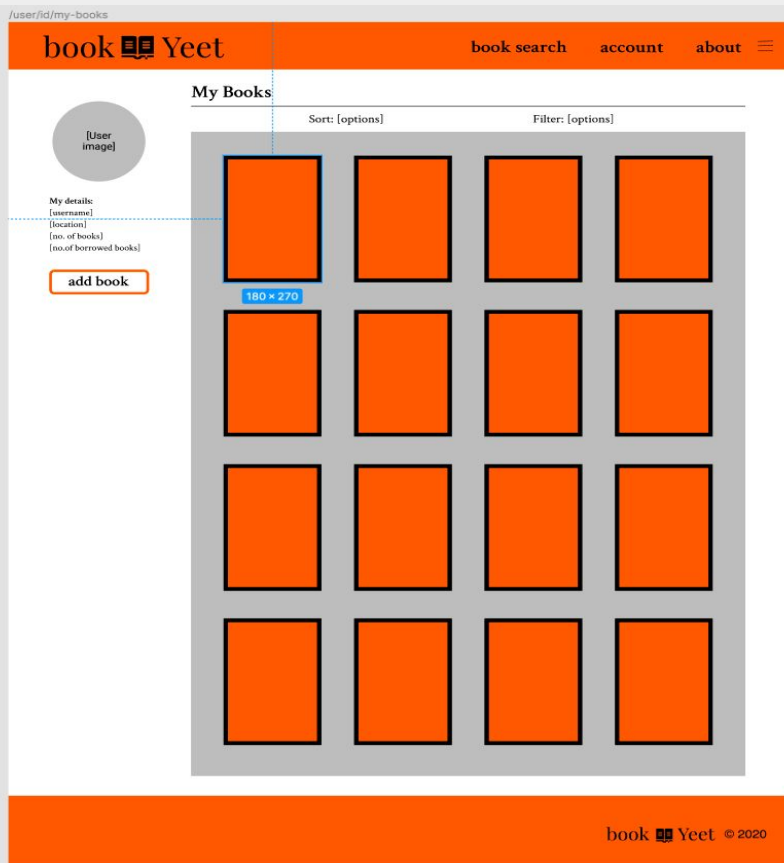 /user/id/my-books
book Yeet
book search account about
My Books
Sort: [options] Filter: [options]
[User
image]
My details:
[username]
[location]
[no. of books]
[no.of borrowed books]
add book
180 × 270
book Yeet © 2020